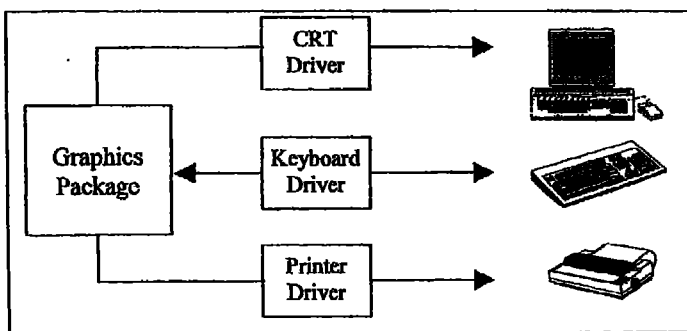 CRT
Driver
Graphics
Package
Keyboard
Driver
Printer
Driver